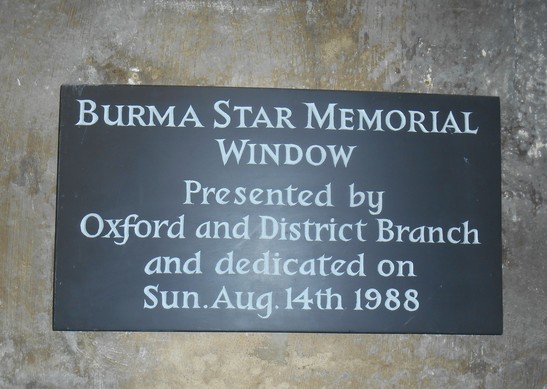 BURMA STAR MEMORIAL
WINDOW
Presented by
Oxford and District Branch
and dedicated on
Sun. Aug. 14th 1988